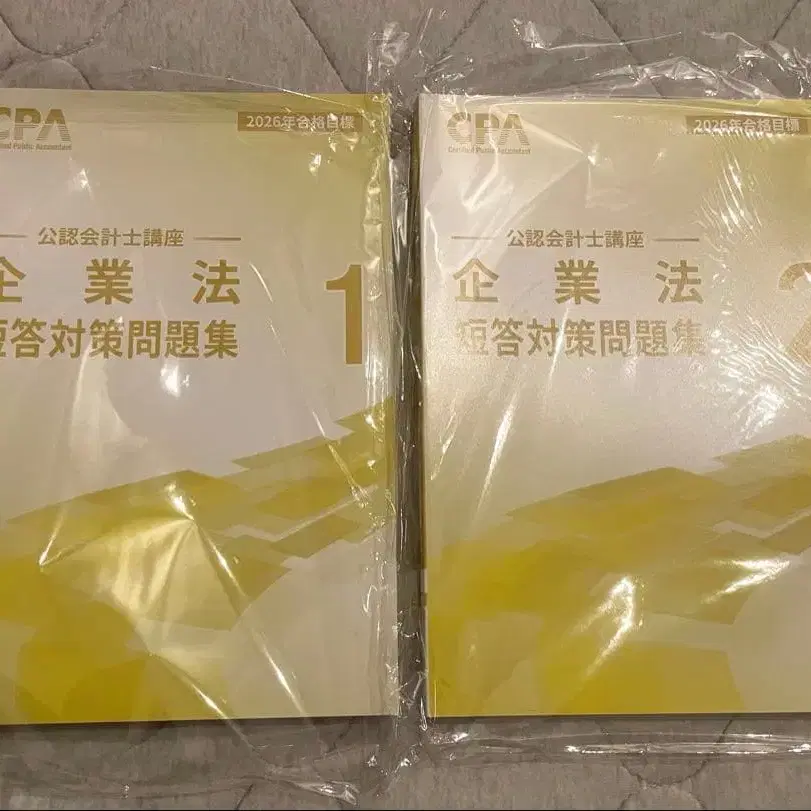 CPA
Certified Public Accountant
2026年合格目標
公認会計士講座
企業法
短答対策問題集
1
CPA
Certified Public Accountant
2026年合格目標
公認会計士講座
企業法
短答対策問題集
2